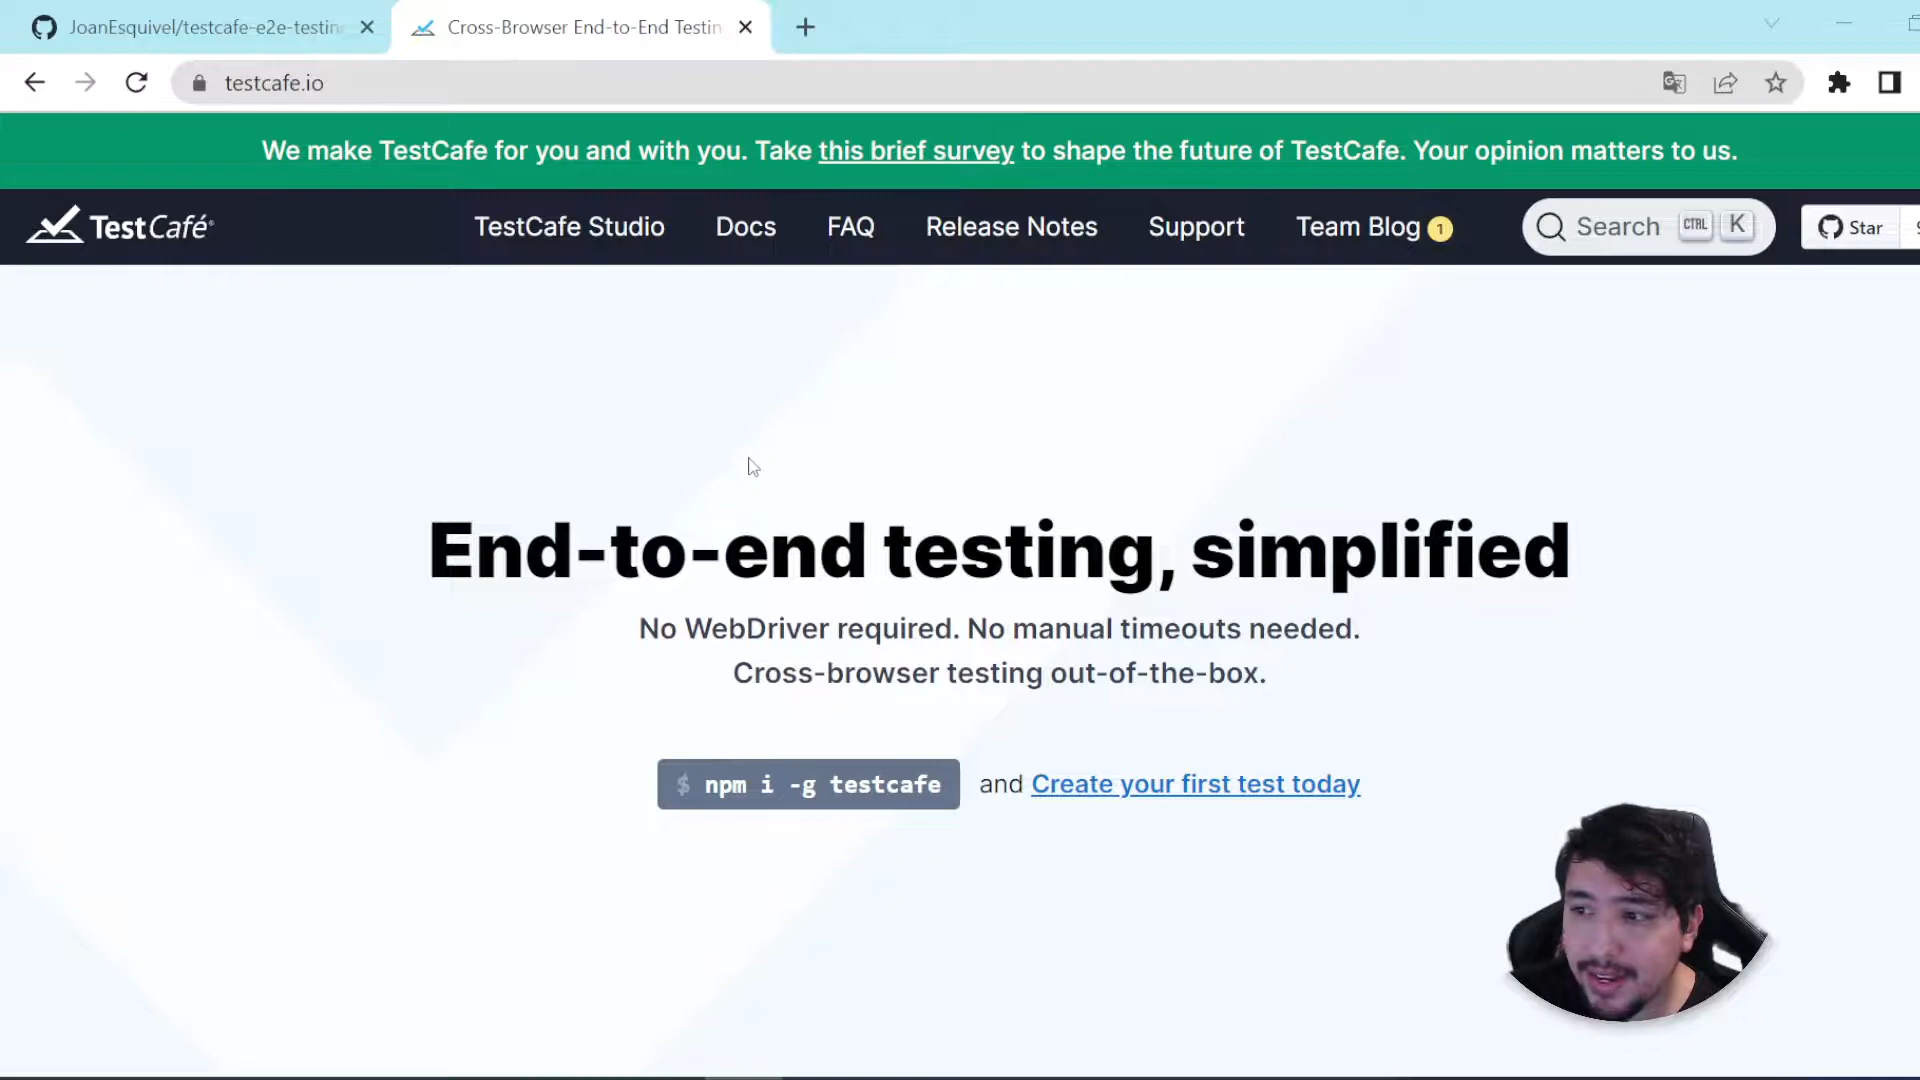 JoanEsquivel/testcafe-e2e-testin
Cross-Browser End-to-End Testin
testcafe.io
We make TestCafe for you and with you. Take this brief survey to shape the future of TestCafe. Your opinion matters to us.
TestCafé®
TestCafe Studio
Docs
FAQ
Release Notes
Support
Team Blog 1
Search CTRL K
Star
End-to-end testing, simplified
No WebDriver required. No manual timeouts needed.
Cross-browser testing out-of-the-box.
$ npm i -g testcafe and Create your first test today